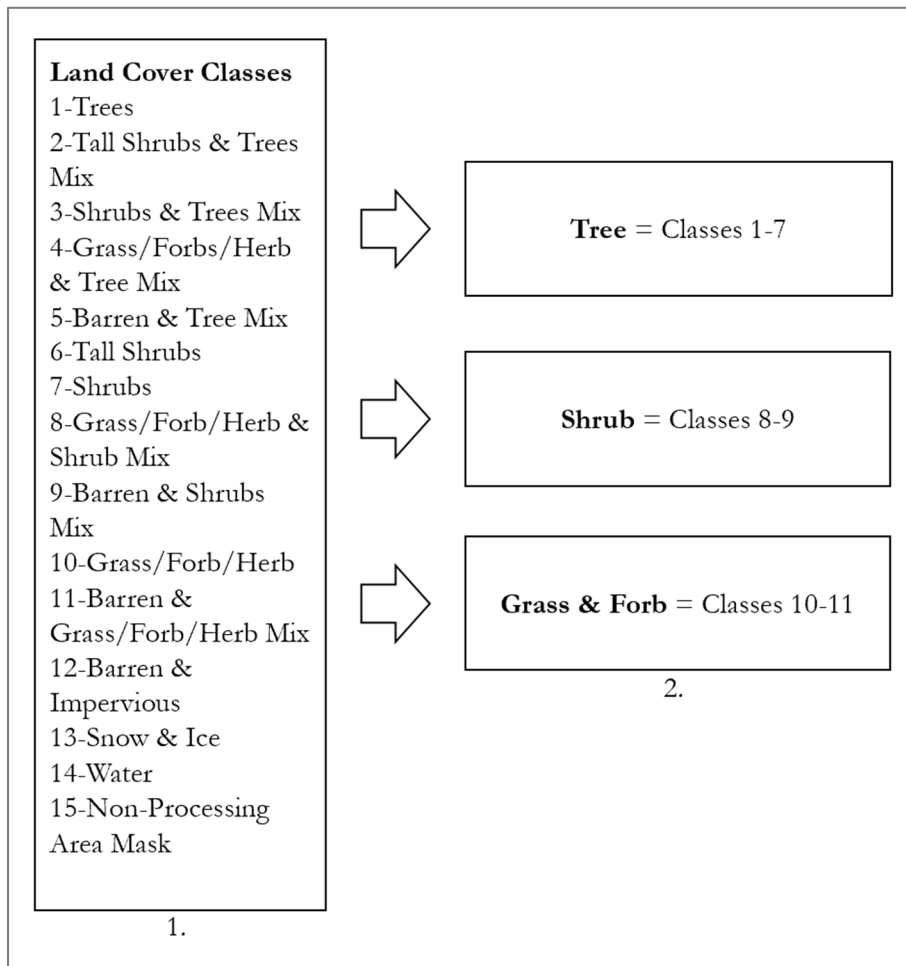 Land Cover Classes
1-Trees
2-Tall Shrubs & Trees
Mix
3-Shrubs & Trees Mix
4-Grass/Forbs/Herb
& Tree Mix
5-Barren & Tree Mix
6-Tall Shrubs
7-Shrubs
8-Grass/Forb/Herb &
Shrub Mix
9-Barren & Shrubs
Mix
10-Grass/Forb/Herb
11-Barren &
Grass/Forb/Herb Mix
12-Barren &
Impervious
13-Snow & Ice
14-Water
15-Non-Processing
Area Mask
1.
Tree = Classes 1-7
Shrub = Classes 8-9
Grass & Forb = Classes 10-11
2.